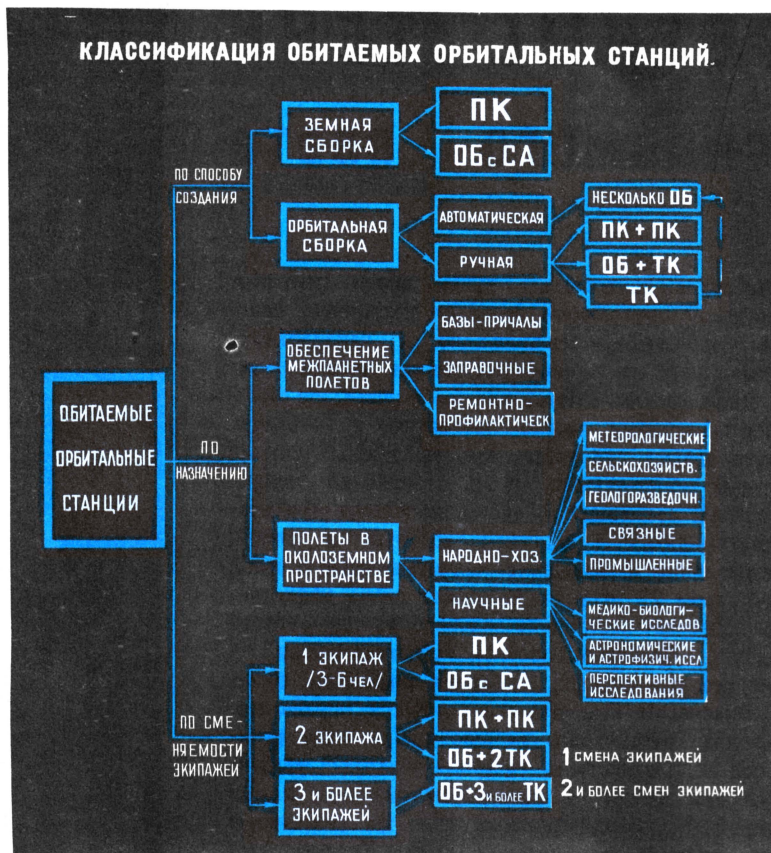 КЛАССИФИКАЦИЯ ОБИТАЕМЫХ ОРБИТАЛЬНЫХ СТАНЦИЙ.
ОБИТАЕМЫЕ
ОРБИТАЛЬНЫЕ
СТАНЦИИ
ПО СПОСОБУ
СОЗДАНИЯ
ЗЕМНАЯ
СБОРКА
ПК
ОБ с СА
ОРБИТАЛЬНАЯ
СБОРКА
АВТОМАТИЧЕСКАЯ
РУЧНАЯ
НЕСКОЛЬКО ОБ
ПК + ПК
ОБ + ТК
ТК
ПО
НАЗНАЧЕНИЮ
ОБЕСПЕЧЕНИЕ
МЕЖПЛАНЕТНЫХ
ПОЛЕТОВ
БАЗЫ-ПРИЧАЛЫ
ЗАПРАВОЧНЫЕ
РЕМОНТНО-
ПРОФИЛАКТИЧЕСК
ПОЛЕТЫ В
ОКОЛОЗЕМНОМ
ПРОСТРАНСТВЕ
НАРОДНО-ХОЗ.
МЕТЕОРОЛОГИЧЕСКИЕ
СЕЛЬСКОХОЗЯЙСТВ.
ГЕОЛОГОРАЗВЕДОЧН.
СВЯЗНЫЕ
ПРОМЫШЛЕННЫЕ
НАУЧНЫЕ
МЕДИКО-БИОЛОГИ-
ЧЕСКИЕ ИССЛЕДОВ.
АСТРОНОМИЧЕСКИЕ
И АСТРОФИЗИЧ. ИССЛ
ПЕРСПЕКТИВНЫЕ
ИССЛЕДОВАНИЯ
ПО СМЕ-
НЯЕМОСТИ
ЭКИПАЖЕЙ
1 ЭКИПАЖ
/3-6 ЧЕЛ/
ПК
ОБ с СА
2 ЭКИПАЖА
ПК + ПК
ОБ + 2ТК
1 СМЕНА ЭКИПАЖЕЙ
3 и БОЛЕЕ
ЭКИПАЖЕЙ
ОБ+3 и БОЛЕЕ ТК
2 И БОЛЕЕ СМЕН ЭКИПАЖЕЙ